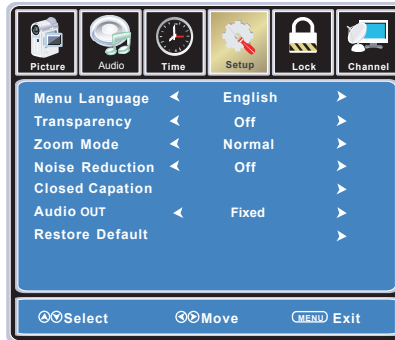 Picture Audio Time Setup Lock Channel
Menu Language English
Transparency Off
Zoom Mode Normal
Noise Reduction Off
Closed Capation
Audio OUT Fixed
Restore Default
Select Move MENU Exit